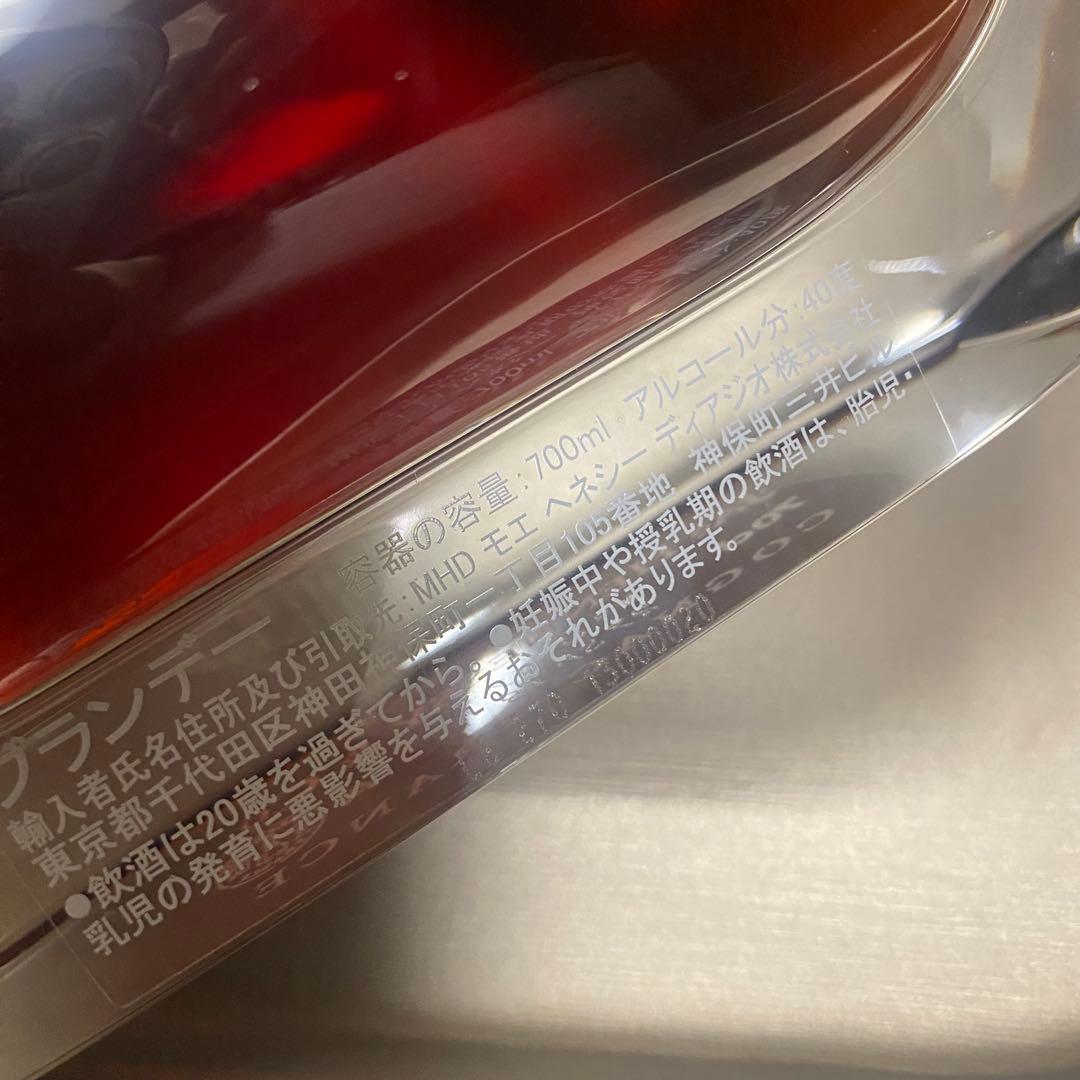 ブランデー 容器の容量:700ml・アルコール分:40度
輸入者氏名住所及び引取先:MHD モエ ヘネシー ディアジオ株式会社
東京都千代田区神田神保町一丁目105番地 神保町三井ビル
●飲酒は20歳を過ぎてから。●妊娠中や授乳期の飲酒は、胎児・
乳児の発育に悪影響を与えるおそれがあります。
13000020